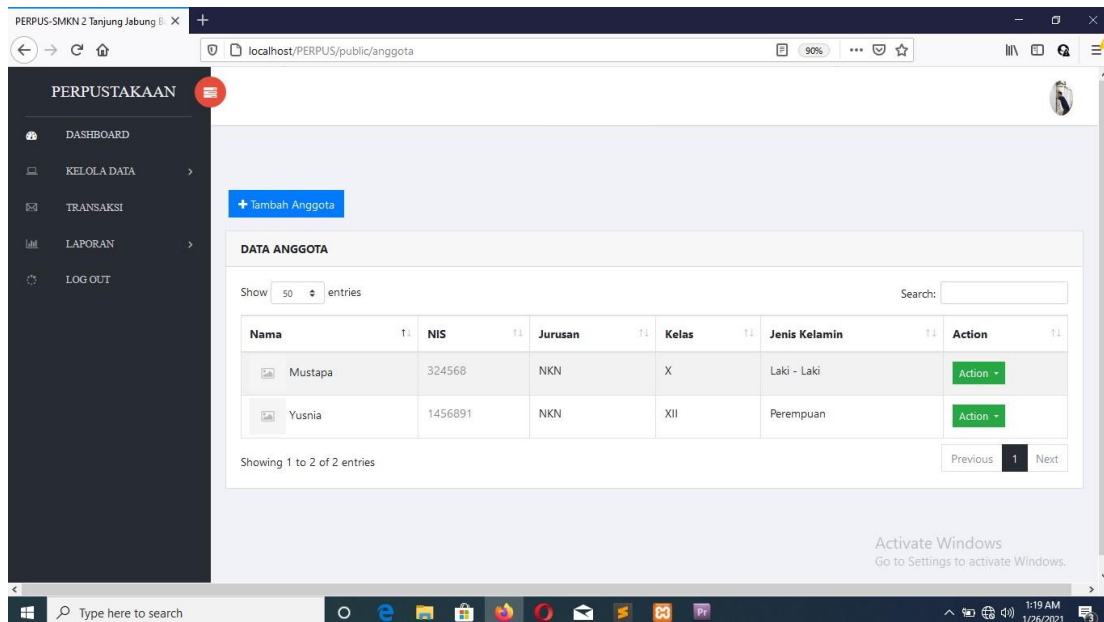 PERPUS-SMKN 2 Tanjung Jabung B
localhost/PERPUS/public/anggota
90%
PERPUSTAKAAN
DASHBOARD
KELOLA DATA
TRANSAKSI
LAPORAN
LOG OUT
Tambah Anggota
DATA ANGGOTA
Show 50 entries
Search:
Nama NIS Jurusan Kelas Jenis Kelamin Action
Mustapa 324568 NKN X Laki - Laki Action
Yusnia 1456891 NKN XII Perempuan Action
Showing 1 to 2 of 2 entries
Previous 1 Next
Activate Windows
Go to Settings to activate Windows.
Type here to search
Pr
1:19 AM
1/26/2021
3